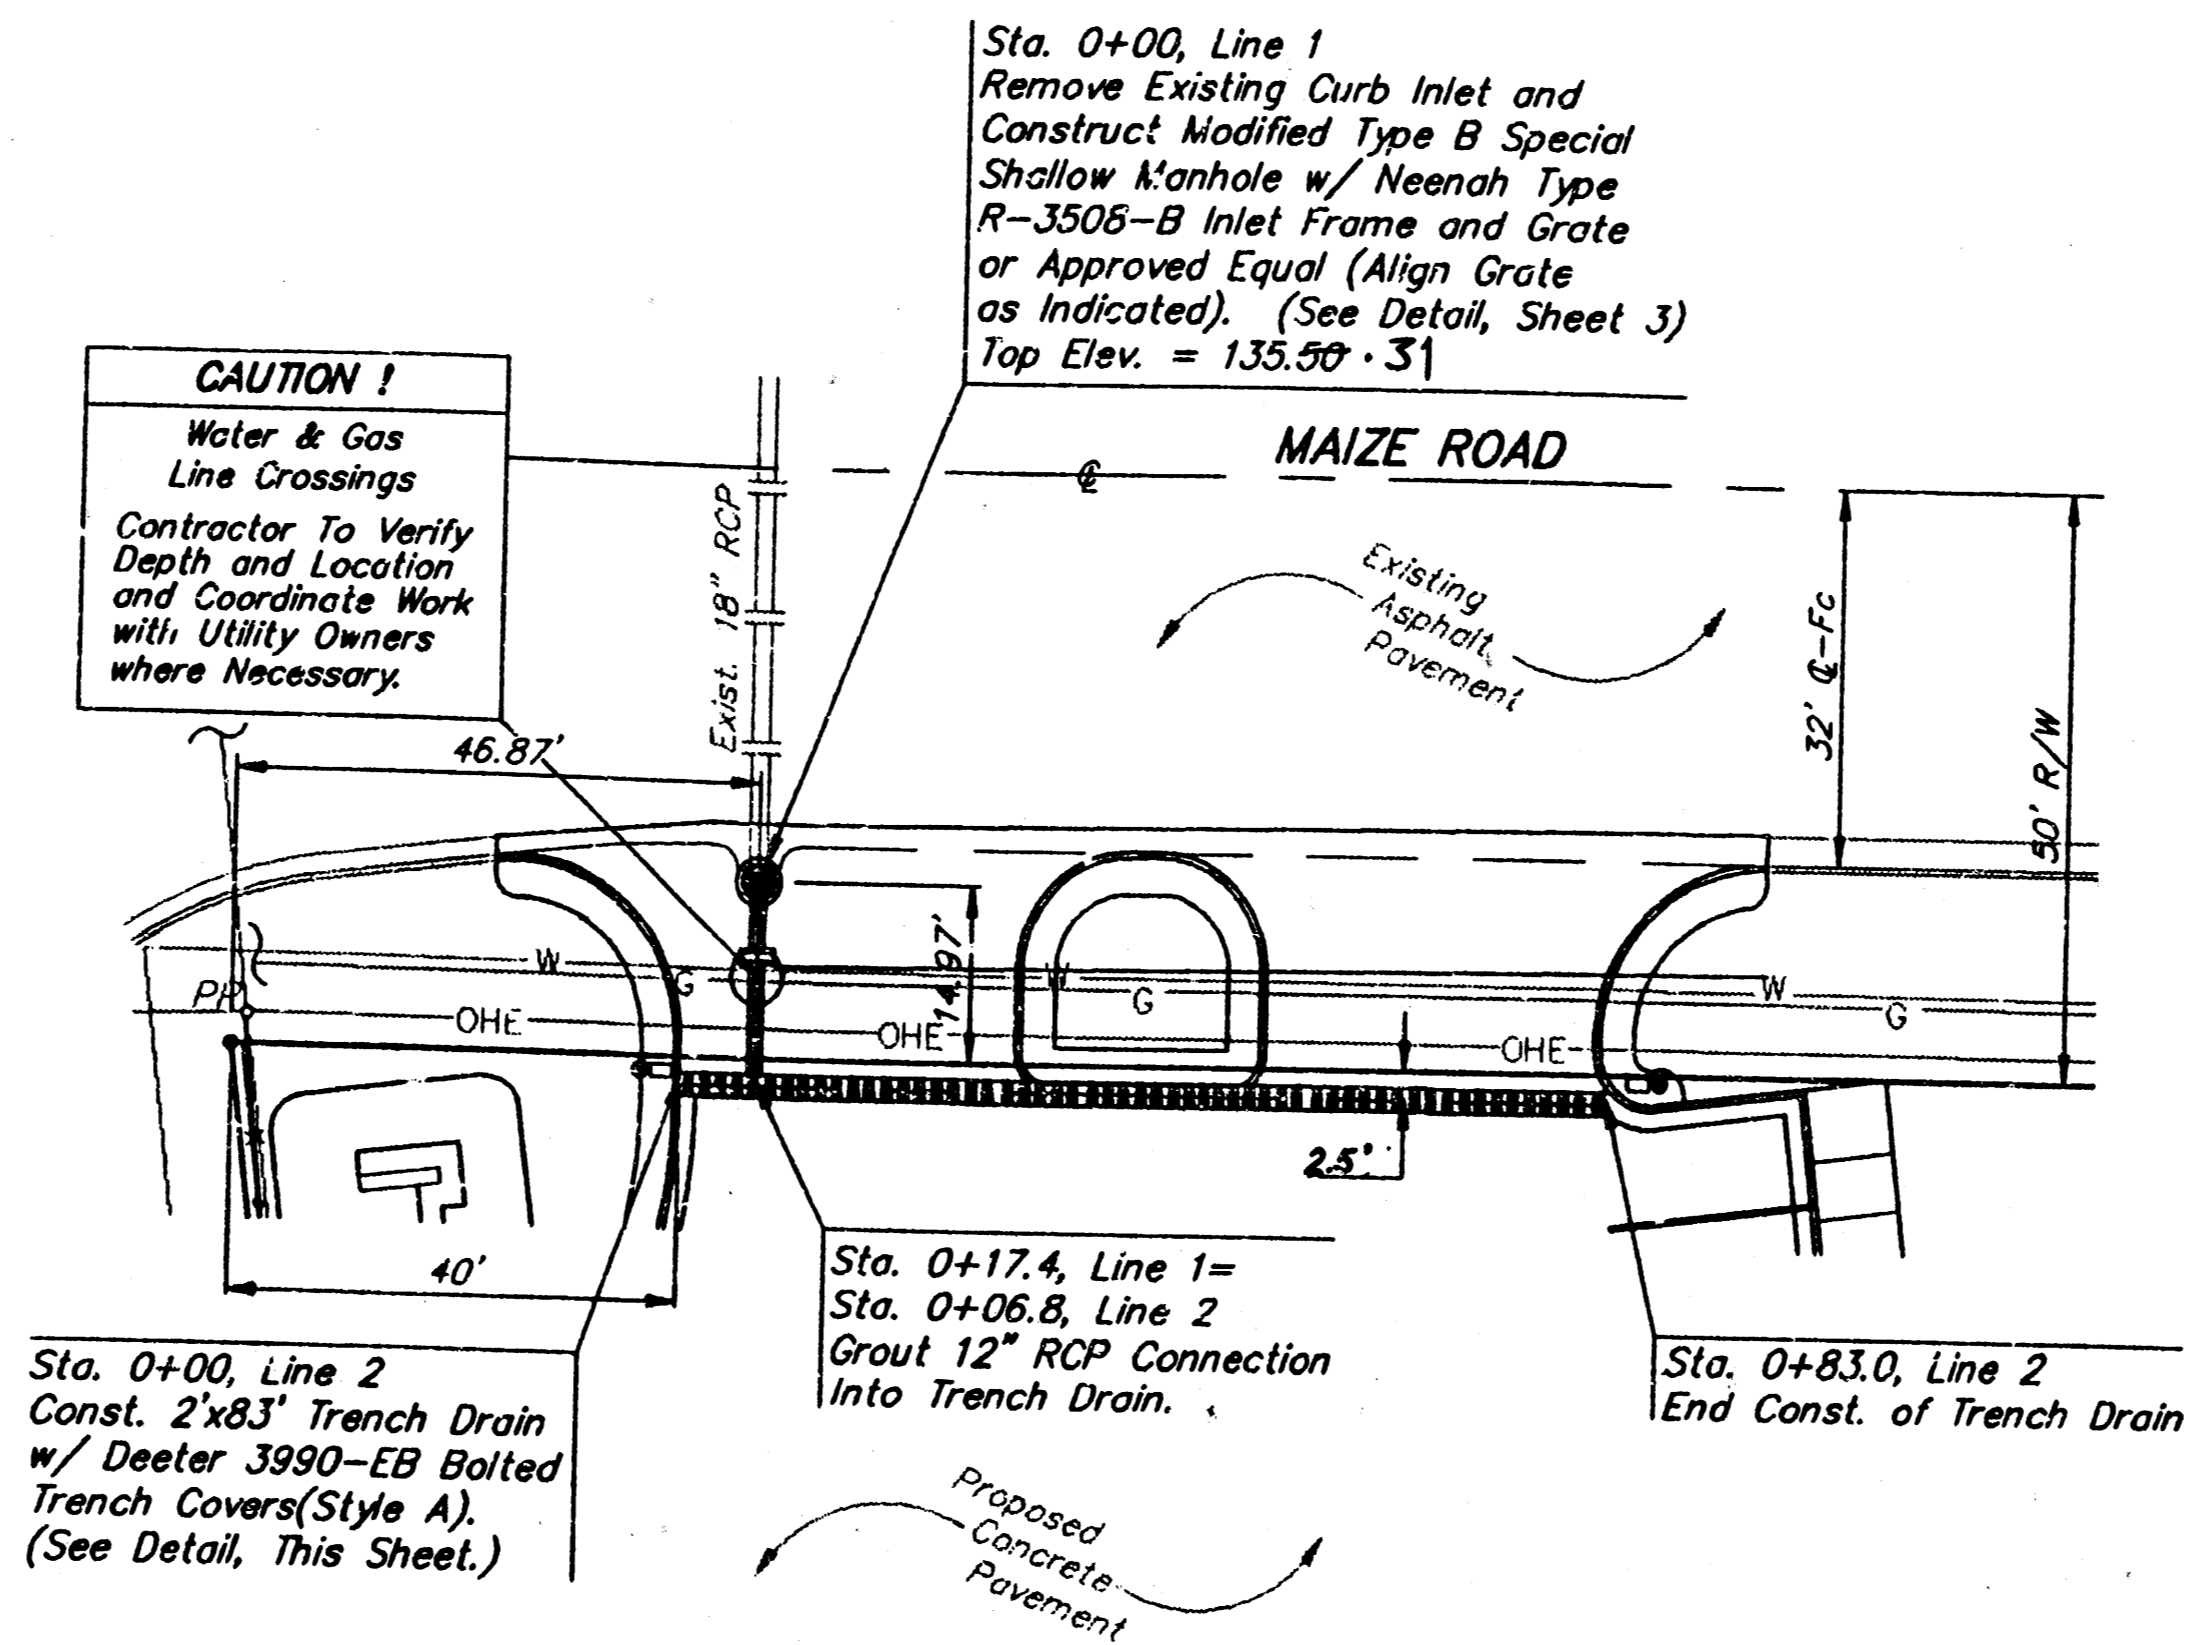 Sta. 0+00, Line 1
Remove Existing Curb Inlet and
Construct Modified Type B Special
Shallow Manhole w/ Neenah Type
R-3508-B Inlet Frame and Grate
or Approved Equal (Align Grate
as Indicated). (See Detail, Sheet 3)
Top Elev. = 135.50 .31
CAUTION !
Water & Gas
Line Crossings
Contractor To Verify
Depth and Location
and Coordinate Work
with Utility Owners
where Necessary.
MAIZE ROAD
℄
Exist. 18" RCP
Existing
Asphalt
Pavement
32' ℄-Fc
50' R/W
46.87'
14.97'
W
G
W
G
W
G
PP
OHE
OHE
OHE
2.5'
40'
Sta. 0+17.4, Line 1=
Sta. 0+06.8, Line 2
Grout 12" RCP Connection
Into Trench Drain.
Sta. 0+00, Line 2
Const. 2'x83' Trench Drain
w/ Deeter 3990-EB Bolted
Trench Covers(Style A).
(See Detail, This Sheet.)
Sta. 0+83.0, Line 2
End Const. of Trench Drain
Proposed
Concrete
Pavement